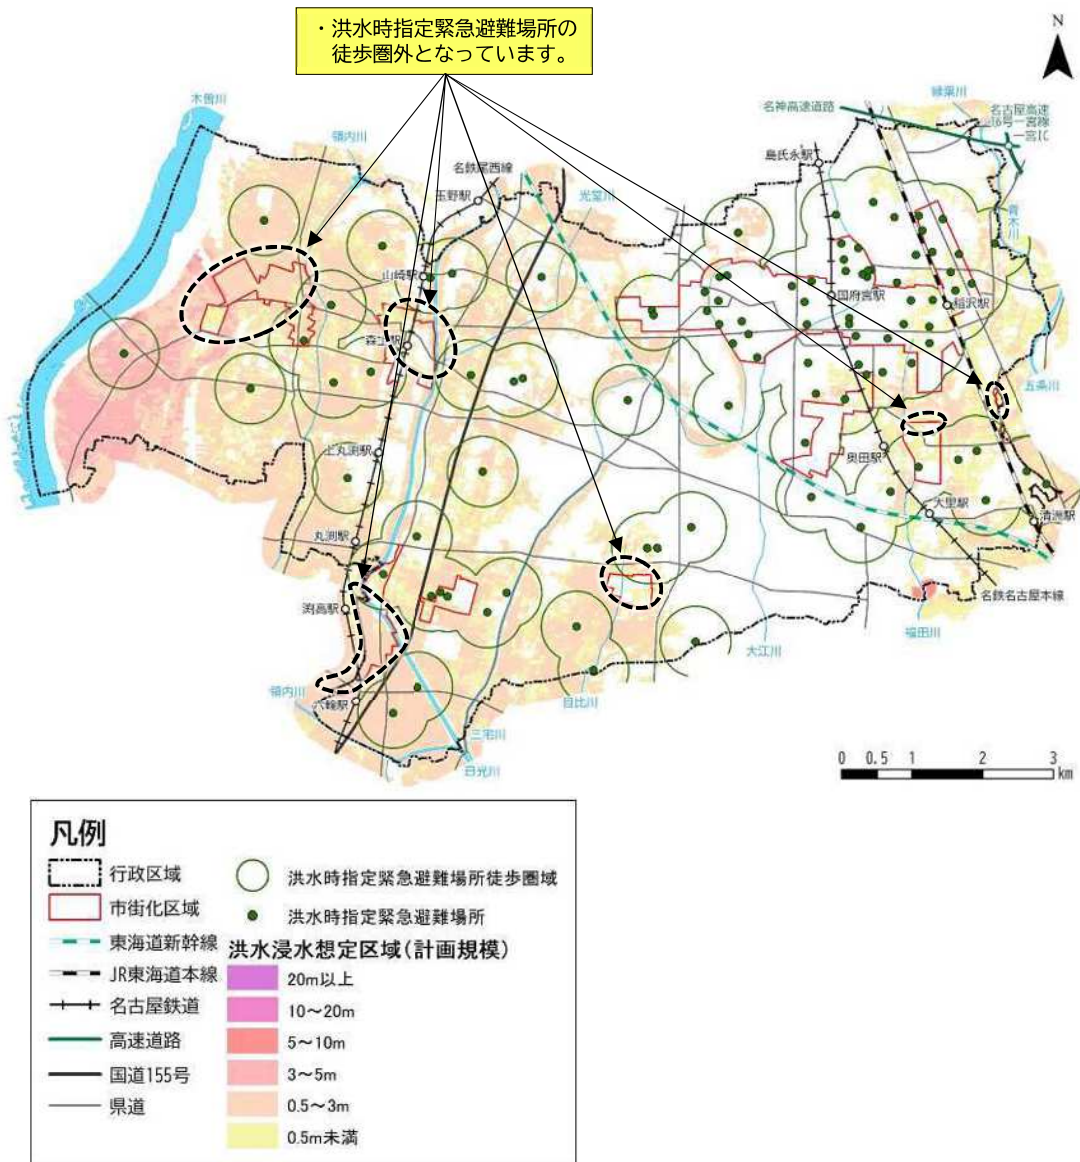 ・洪水時指定緊急避難場所の
徒歩圏外となっています。
N
木曽川
領内川
名鉄尾西線
玉野駅
光堂川
名神高速道路
島氏永駅
縁葉川
名古屋高速
16号一宮線
一宮IC
青木川
山崎駅
国府宮駅
稲沢駅
森上駅
五条川
上丸渕駅
奥田駅
大里駅
清洲駅
丸渕駅
渕高駅
名鉄名古屋本線
福田川
大江川
領内川
六輪駅
目比川
三宅川
日光川
0 0.5 1 2 3
km
凡例
行政区域
市街化区域
東海道新幹線
JR東海道本線
名古屋鉄道
高速道路
国道155号
県道
洪水時指定緊急避難場所徒歩圏域
洪水時指定緊急避難場所
洪水浸水想定区域(計画規模)
20m以上
10～20m
5～10m
3～5m
0.5～3m
0.5m未満